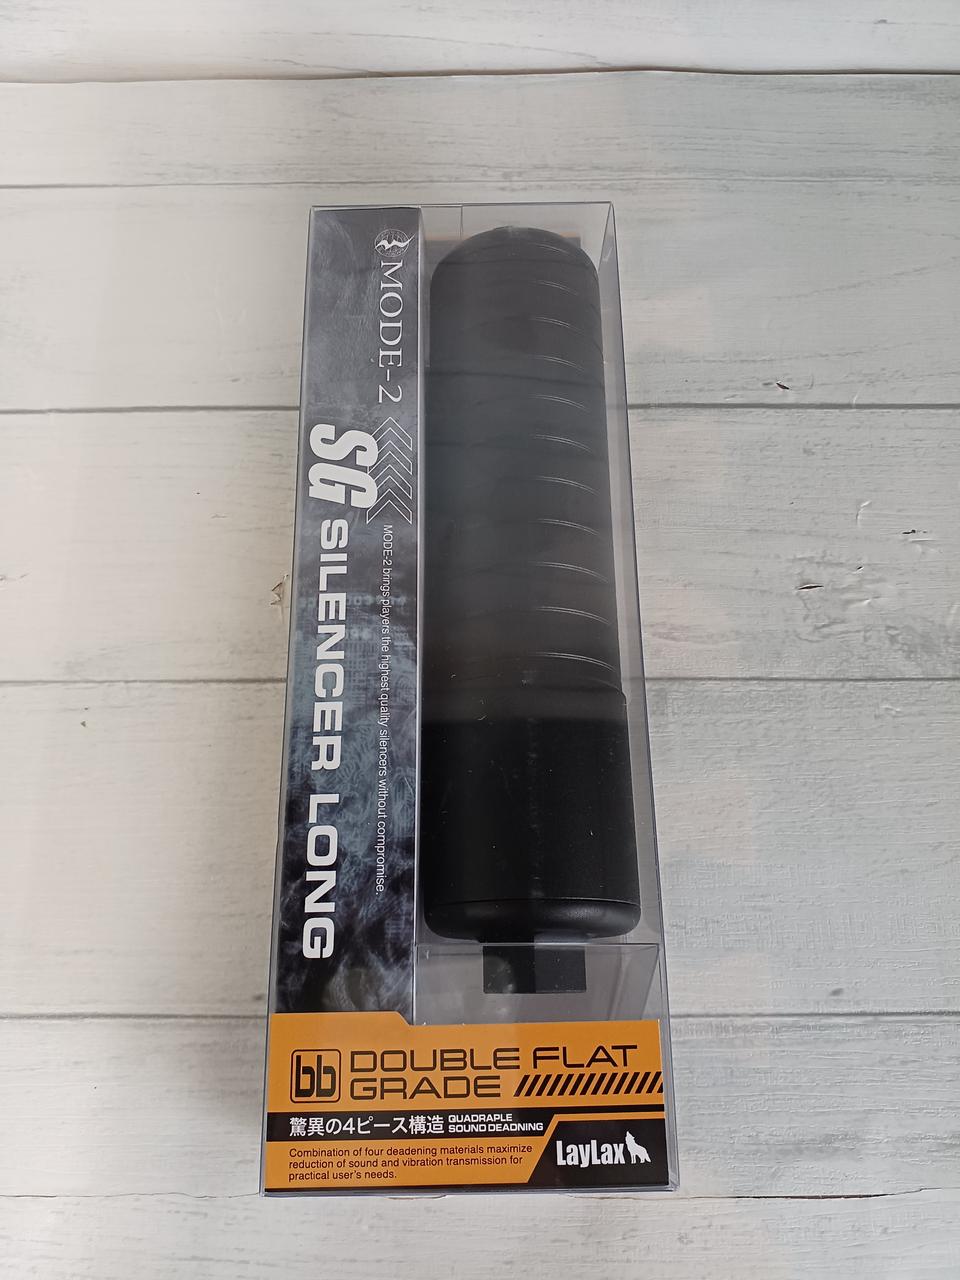 MODE-2
SG SILENCER LONG
MODE-2 brings players the highest quality silencers without compromise.
bb DOUBLE FLAT
GRADE
驚異の4ピース構造 QUADRAPLE
SOUND DEADNING
Combination of four deadening materials maximize
reduction of sound and vibration transmission for
practical user's needs.
LayLax